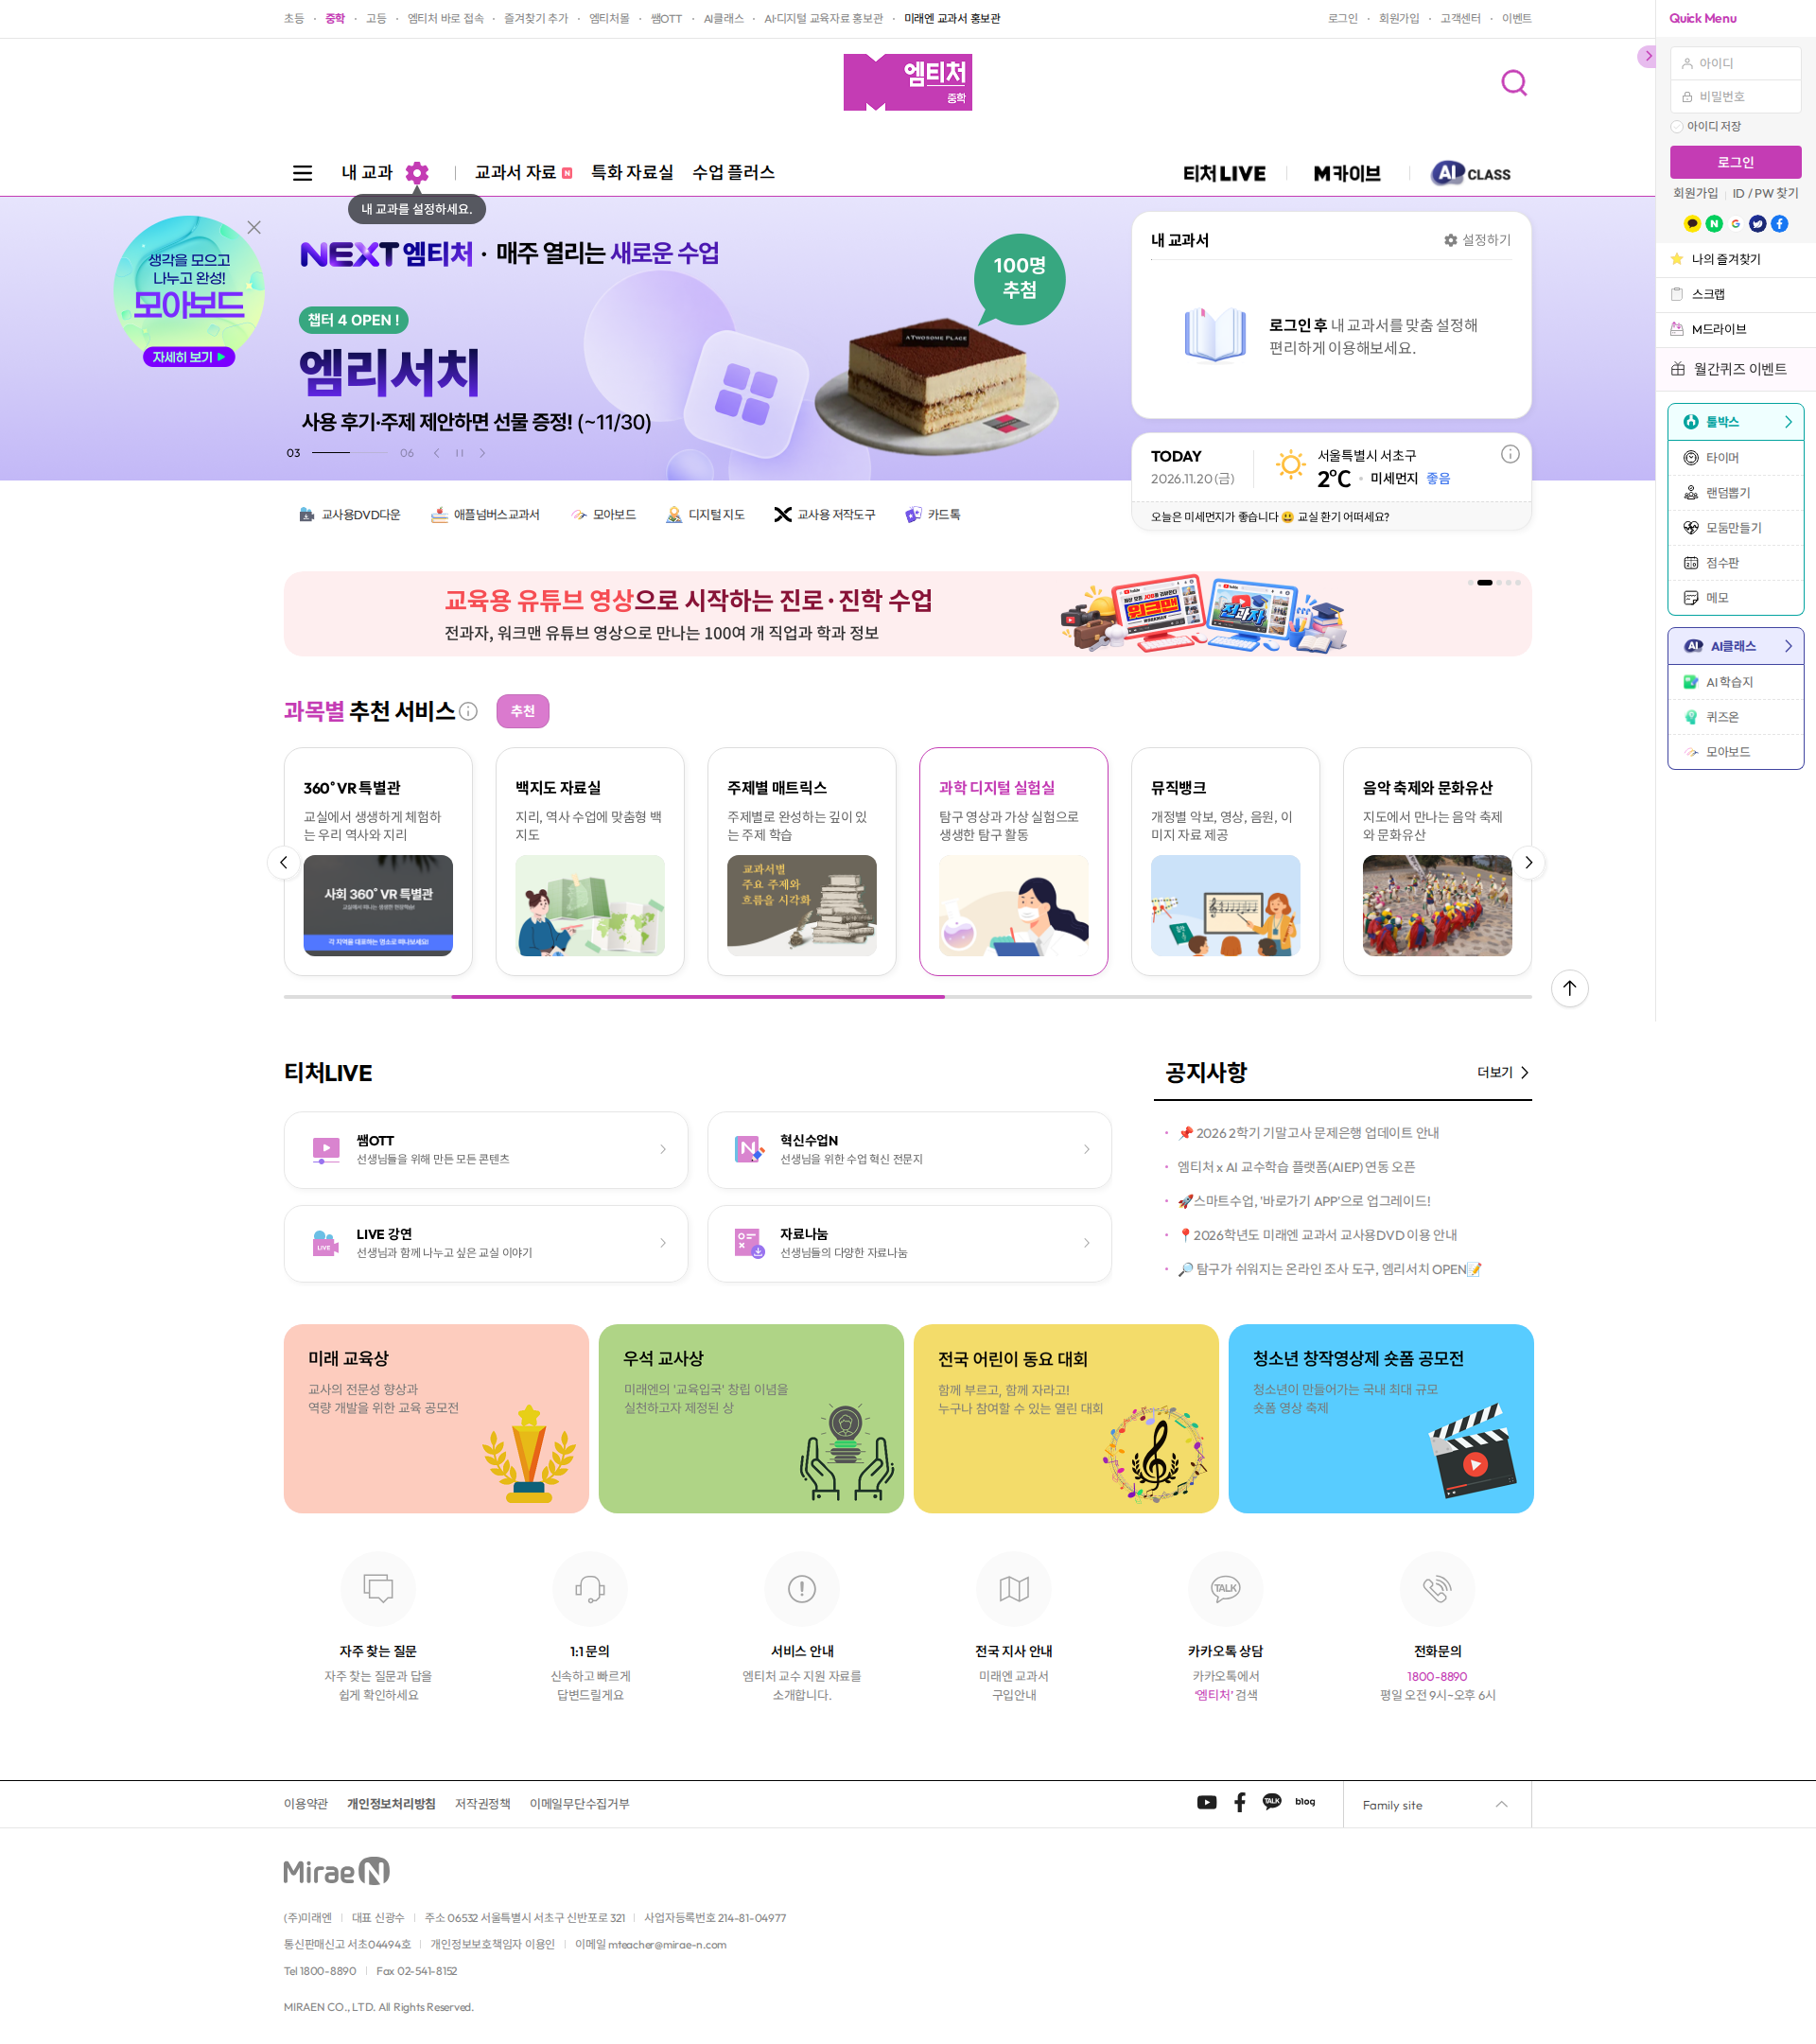 초등 · 중학 · 고등 · 엠티처 바로 접속 · 즐겨찾기 추가 · 엠티처몰 · 쌤OTT · AI클래스 · AI·디지털 교육자료 홍보관 · 미래엔 교과서 홍보관
로그인 · 회원가입 · 고객센터 · 이벤트
엠티처
중학
내 교과
교과서 자료 N
특화 자료실
수업 플러스
티처LIVE
M카이브
AI CLASS
내 교과를 설정하세요.
생각을 모으고
나누고 완성!
모아보드
자세히 보기
NEXT 엠티처 · 매주 열리는 새로운 수업
챕터 4 OPEN !
엠리서치
사용 후기·주제 제안하면 선물 증정! (~11/30)
100명
추첨
A TWOSOME PLACE
03 06
내 교과서
설정하기
로그인 후 내 교과서를 맞춤 설정해
편리하게 이용해보세요.
TODAY
2026.11.20 (금)
서울특별시 서초구
2℃ 미세먼지 좋음
오늘은 미세먼지가 좋습니다 😃 교실 환기 어떠세요?
교사용DVD다운
애플넘버스교과서
모아보드
디지털 지도
교사용 저작도구
카드톡
교육용 유튜브 영상으로 시작하는 진로·진학 수업
전과자, 워크맨 유튜브 영상으로 만나는 100여 개 직업과 학과 정보
워크맨
전과자
과목별 추천 서비스
추천
360° VR 특별관
교실에서 생생하게 체험하
는 우리 역사와 지리
사회 360° VR 특별관
각 지역을 대표하는 명소로 떠나보세요!
백지도 자료실
지리, 역사 수업에 맞춤형 백
지도
주제별 매트릭스
주제별로 완성하는 깊이 있
는 주제 학습
교과서별
주요 주제와
흐름을 시각화
과학 디지털 실험실
탐구 영상과 가상 실험으로
생생한 탐구 활동
뮤직뱅크
개정별 악보, 영상, 음원, 이
미지 자료 제공
음악
음악 축제와 문화유산
지도에서 만나는 음악 축제
와 문화유산
티처LIVE
쌤OTT
선생님들을 위해 만든 모든 콘텐츠
혁신수업N
선생님을 위한 수업 혁신 전문지
LIVE
LIVE 강연
선생님과 함께 나누고 싶은 교실 이야기
자료나눔
선생님들의 다양한 자료나눔
공지사항
더보기
📌 2026 2학기 기말고사 문제은행 업데이트 안내
엠티처 x AI 교수학습 플랫폼(AIEP) 연동 오픈
🚀스마트수업, '바로가기 APP'으로 업그레이드!
📍2026학년도 미래엔 교과서 교사용DVD 이용 안내
🔎 탐구가 쉬워지는 온라인 조사 도구, 엠리서치 OPEN📝
미래 교육상
교사의 전문성 향상과
역량 개발을 위한 교육 공모전
우석 교사상
미래엔의 '교육입국' 창립 이념을
실천하고자 제정된 상
전국 어린이 동요 대회
함께 부르고, 함께 자라고!
누구나 참여할 수 있는 열린 대회
청소년 창작영상제 숏폼 공모전
청소년이 만들어가는 국내 최대 규모
숏폼 영상 축제
자주 찾는 질문
자주 찾는 질문과 답을
쉽게 확인하세요
1:1 문의
신속하고 빠르게
답변드릴게요
서비스 안내
엠티처 교수 지원 자료를
소개합니다.
전국 지사 안내
미래엔 교과서
구입안내
TALK
카카오톡 상담
카카오톡에서
'엠티처' 검색
전화문의
1800-8890
평일 오전 9시~오후 6시
이용약관
개인정보처리방침
저작권정책
이메일무단수집거부
TALK
blog
Family site
Mirae N
(주)미래엔 | 대표 신광수 | 주소 06532 서울특별시 서초구 신반포로 321 | 사업자등록번호 214-81-04977
통신판매신고 서초04494호 | 개인정보보호책임자 이용인 | 이메일 mteacher@mirae-n.com
Tel 1800-8890 | Fax 02-541-8152
MIRAEN CO., LTD. All Rights Reserved.
Quick Menu
아이디
비밀번호
아이디 저장
로그인
회원가입 | ID / PW 찾기
나의 즐겨찾기
스크랩
M드라이브
월간퀴즈 이벤트
툴박스
타이머
랜덤뽑기
모둠만들기
점수판
메모
AI AI클래스
AI 학습지
퀴즈온
모아보드